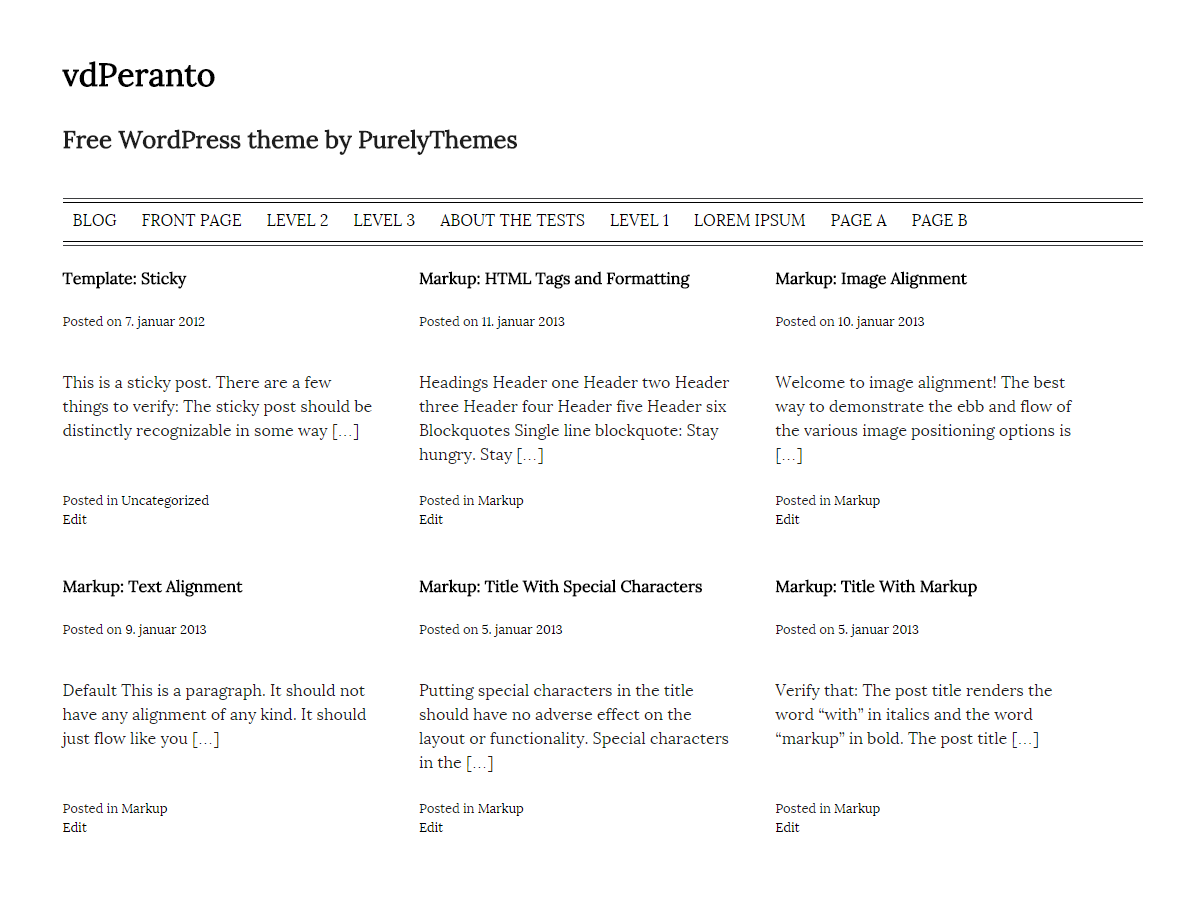 vdPeranto
Free WordPress theme by PurelyThemes
BLOG FRONT PAGE LEVEL 2 LEVEL 3 ABOUT THE TESTS LEVEL 1 LOREM IPSUM PAGE A PAGE B
Template: Sticky
Posted on 7. januar 2012
This is a sticky post. There are a few
things to verify: The sticky post should be
distinctly recognizable in some way […]
Posted in Uncategorized
Edit
Markup: HTML Tags and Formatting
Posted on 11. januar 2013
Headings Header one Header two Header
three Header four Header five Header six
Blockquotes Single line blockquote: Stay
hungry. Stay […]
Posted in Markup
Edit
Markup: Image Alignment
Posted on 10. januar 2013
Welcome to image alignment! The best
way to demonstrate the ebb and flow of
the various image positioning options is
[…]
Posted in Markup
Edit
Markup: Text Alignment
Posted on 9. januar 2013
Default This is a paragraph. It should not
have any alignment of any kind. It should
just flow like you […]
Posted in Markup
Edit
Markup: Title With Special Characters
Posted on 5. januar 2013
Putting special characters in the title
should have no adverse effect on the
layout or functionality. Special characters
in the […]
Posted in Markup
Edit
Markup: Title With Markup
Posted on 5. januar 2013
Verify that: The post title renders the
word “with” in italics and the word
“markup” in bold. The post title […]
Posted in Markup
Edit